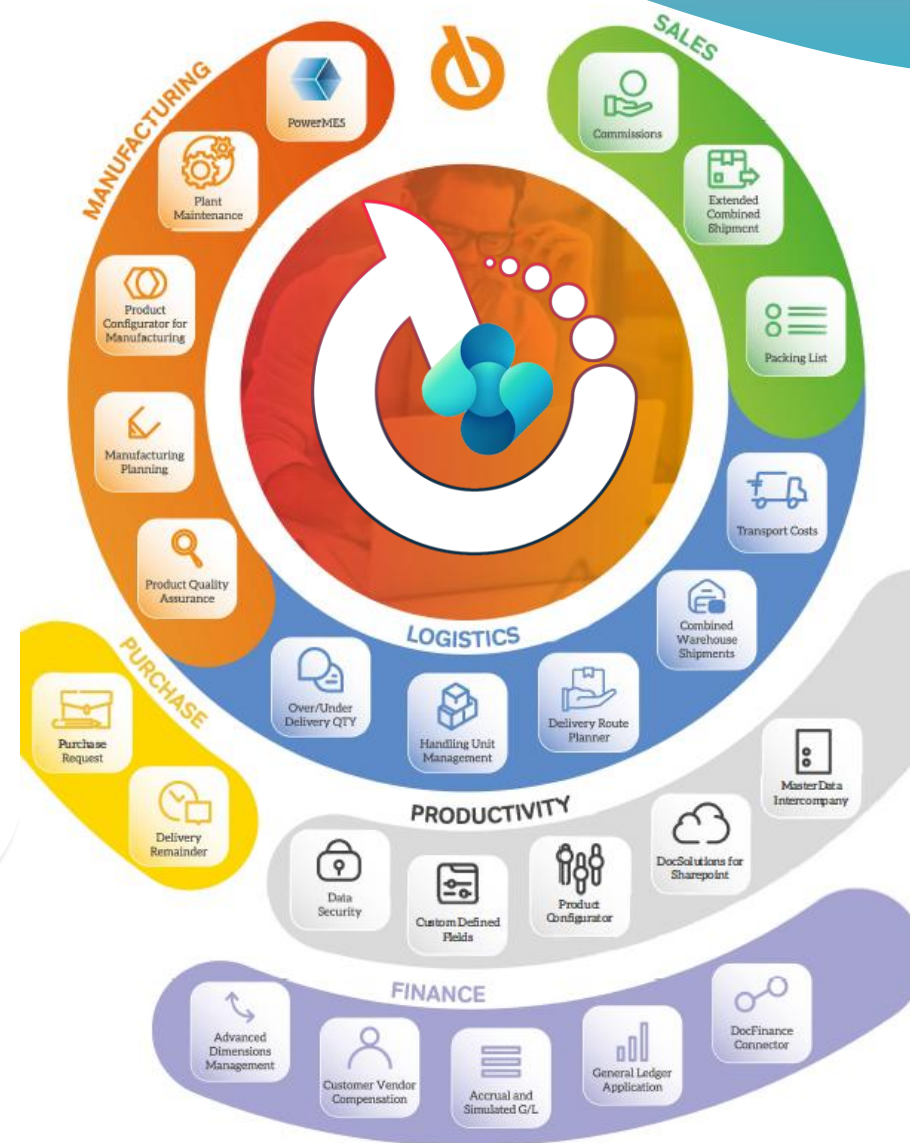 MANUFACTURING
PowerMES
Plant
Maintenance
Product
Configurator for
Manufacturing
Manufacturing
Planning
Product Quality
Assurance
SALES
Commissions
Extended
Combined
Shipment
Packing List
LOGISTICS
Transport Costs
Combined
Warehouse
Shipments
Delivery Route
Planner
Handling Unit
Management
Over/Under
Delivery QTY
PURCHASE
Purchase
Request
Delivery
Remainder
PRODUCTIVITY
Data
Security
Custom Defined
Fields
Product
Configurator
DocSolutions for
Sharepoint
MasterData
Intercompany
FINANCE
Advanced
Dimensions
Management
Customer Vendor
Compensation
Accrual and
Simulated G/L
General Ledger
Application
DocFinance
Connector